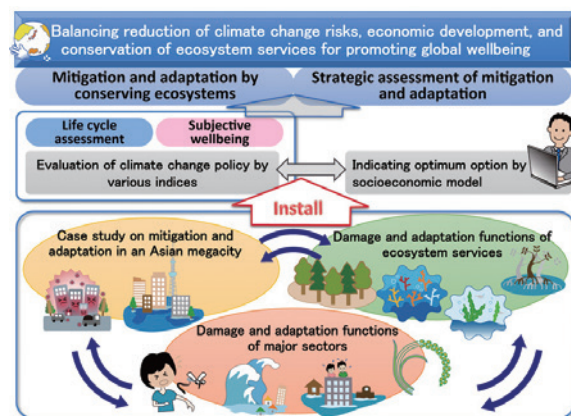 Balancing reduction of climate change risks, economic development, and
conservation of ecosystem services for promoting global wellbeing
Mitigation and adaptation by
conserving ecosystems
Strategic assessment of mitigation
and adaptation
Life cycle
assessment
Subjective
wellbeing
Evaluation of climate change policy by
various indices
Indicating optimum option by
socioeconomic model
Install
Case study on mitigation and
adaptation in an Asian megacity
Damage and adaptation functions of
ecosystem services
Damage and adaptation functions
of major sectors